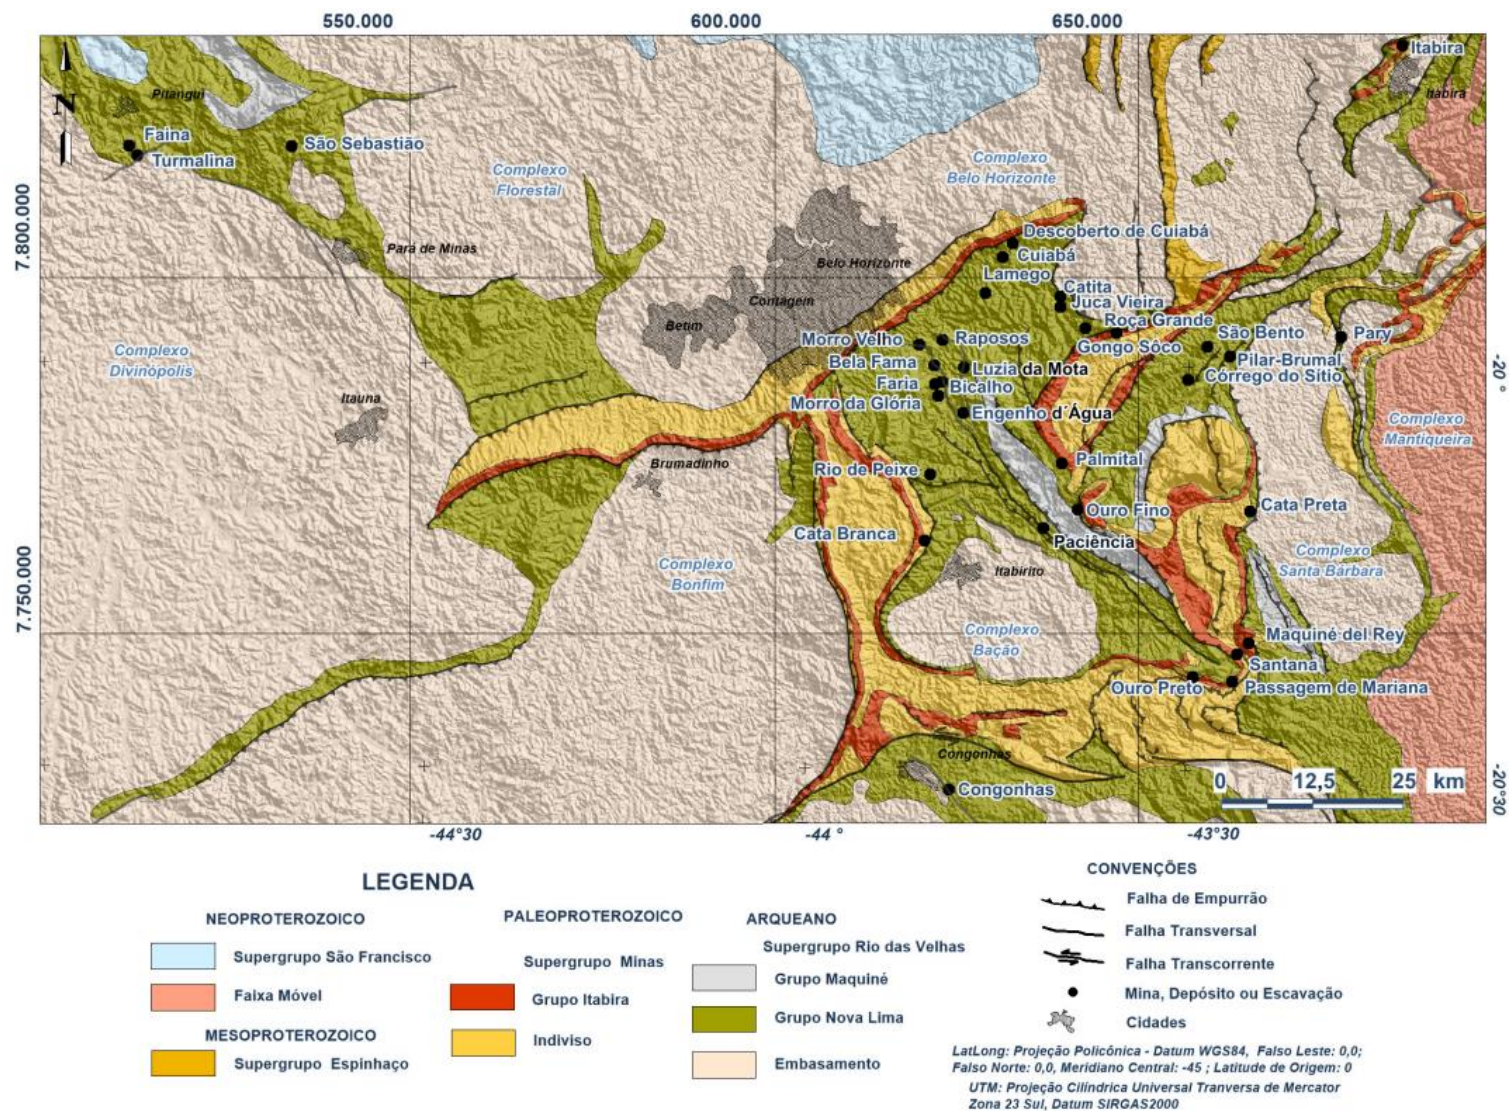 550.000
600.000
650.000
7.800.000
7.750.000
-20°
-20°30
-44°30
-44 °
-43°30
N
Itabira
Itabira
Pitangui
Faina
Turmalina
São Sebastião
Complexo
Florestal
Complexo
Belo Horizonte
Pará de Minas
Descoberto de Cuiabá
Cuiabá
Belo Horizonte
Lamego
Catita
Juca Vieira
Contagem
Betim
Roça Grande
São Bento
Pary
Morro Velho
Raposos
Gongo Sôco
Pilar-Brumal
Complexo
Divinópolis
Bela Fama
Luzia da Mota
Córrego do Sítio
Faria
Bicalho
Itauna
Morro da Glória
Engenho d´Água
Complexo
Mantiqueira
Brumadinho
Rio de Peixe
Palmital
Ouro Fino
Cata Preta
Cata Branca
Paciência
Complexo
Bonfim
Itabirito
Complexo
Santa Bárbara
Complexo
Bação
Maquiné del Rey
Santana
Ouro Preto
Passagem de Mariana
Congonhas
Congonhas
0 12,5 25 km
LEGENDA
NEOPROTEROZOICO
Supergrupo São Francisco
Faixa Móvel
MESOPROTEROZOICO
Supergrupo Espinhaço
PALEOPROTEROZOICO
Supergrupo Minas
Grupo Itabira
Indiviso
ARQUEANO
Supergrupo Rio das Velhas
Grupo Maquiné
Grupo Nova Lima
Embasamento
CONVENÇÕES
Falha de Empurrão
Falha Transversal
Falha Transcorrente
Mina, Depósito ou Escavação
Cidades
LatLong: Projeção Policônica - Datum WGS84, Falso Leste: 0,0;
Falso Norte: 0,0, Meridiano Central: -45 ; Latitude de Origem: 0
UTM: Projeção Cilíndrica Universal Tranversa de Mercator
Zona 23 Sul, Datum SIRGAS2000